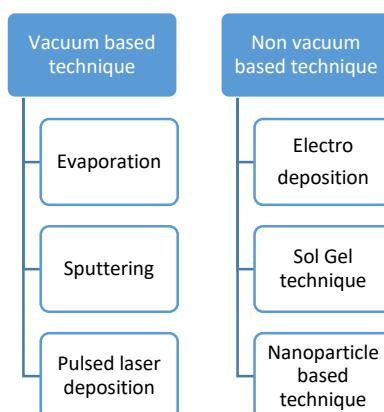 Vacuum based
technique
Evaporation
Sputtering
Pulsed laser
deposition
Non vacuum
based technique
Electro
deposition
Sol Gel
technique
Nanoparticle
based
technique